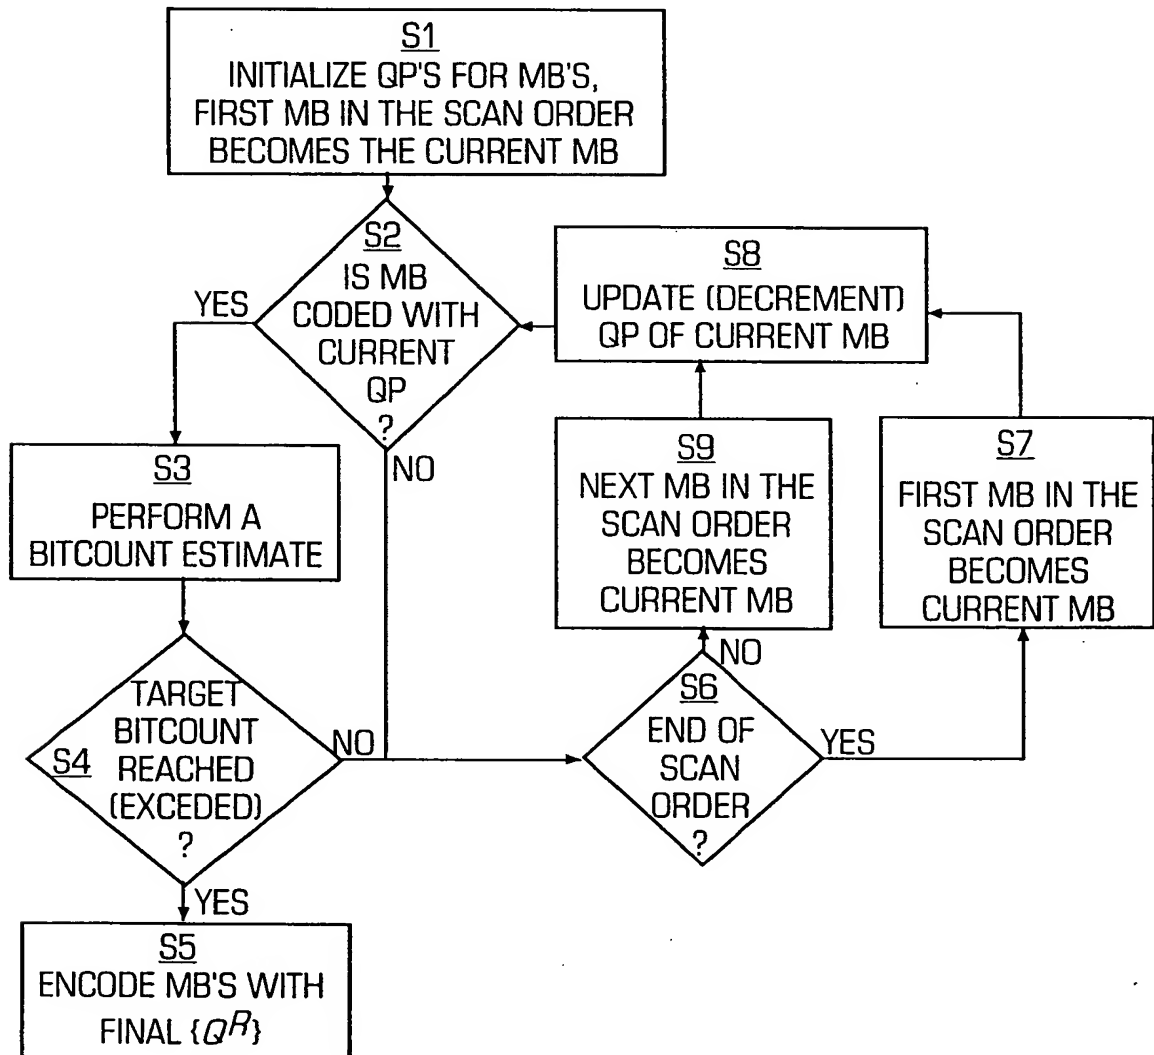 S1
INITIALIZE QP'S FOR MB'S,
FIRST MB IN THE SCAN ORDER
BECOMES THE CURRENT MB
S2
IS MB
CODED WITH
CURRENT
QP
?
YES
NO
S3
PERFORM A
BITCOUNT ESTIMATE
S4
TARGET
BITCOUNT
REACHED
(EXCEDED)
?
NO
YES
S5
ENCODE MB'S WITH
FINAL {Q^R}
S6
END OF
SCAN
ORDER
?
NO
YES
S9
NEXT MB IN THE
SCAN ORDER
BECOMES
CURRENT MB
S7
FIRST MB IN THE
SCAN ORDER
BECOMES
CURRENT MB
S8
UPDATE (DECREMENT)
QP OF CURRENT MB